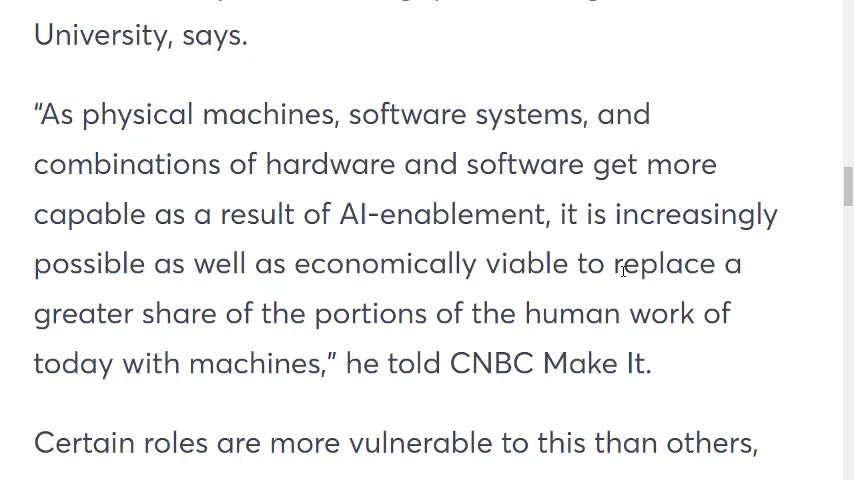 University, says.
“As physical machines, software systems, and
combinations of hardware and software get more
capable as a result of AI-enablement, it is increasingly
possible as well as economically viable to replace a
greater share of the portions of the human work of
today with machines,” he told CNBC Make It.
Certain roles are more vulnerable to this than others,